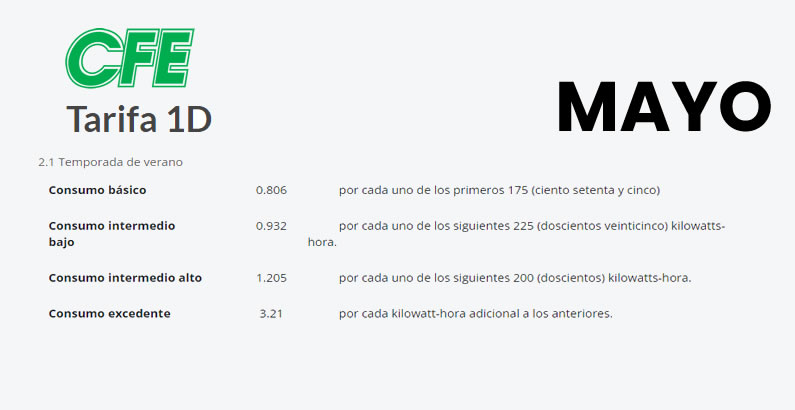 CFE
Tarifa 1D
MAYO
2.1 Temporada de verano
Consumo básico 0.806 por cada uno de los primeros 175 (ciento setenta y cinco)
Consumo intermedio 0.932 por cada uno de los siguientes 225 (doscientos veinticinco) kilowatts-
bajo hora.
Consumo intermedio alto 1.205 por cada uno de los siguientes 200 (doscientos) kilowatts-hora.
Consumo excedente 3.21 por cada kilowatt-hora adicional a los anteriores.